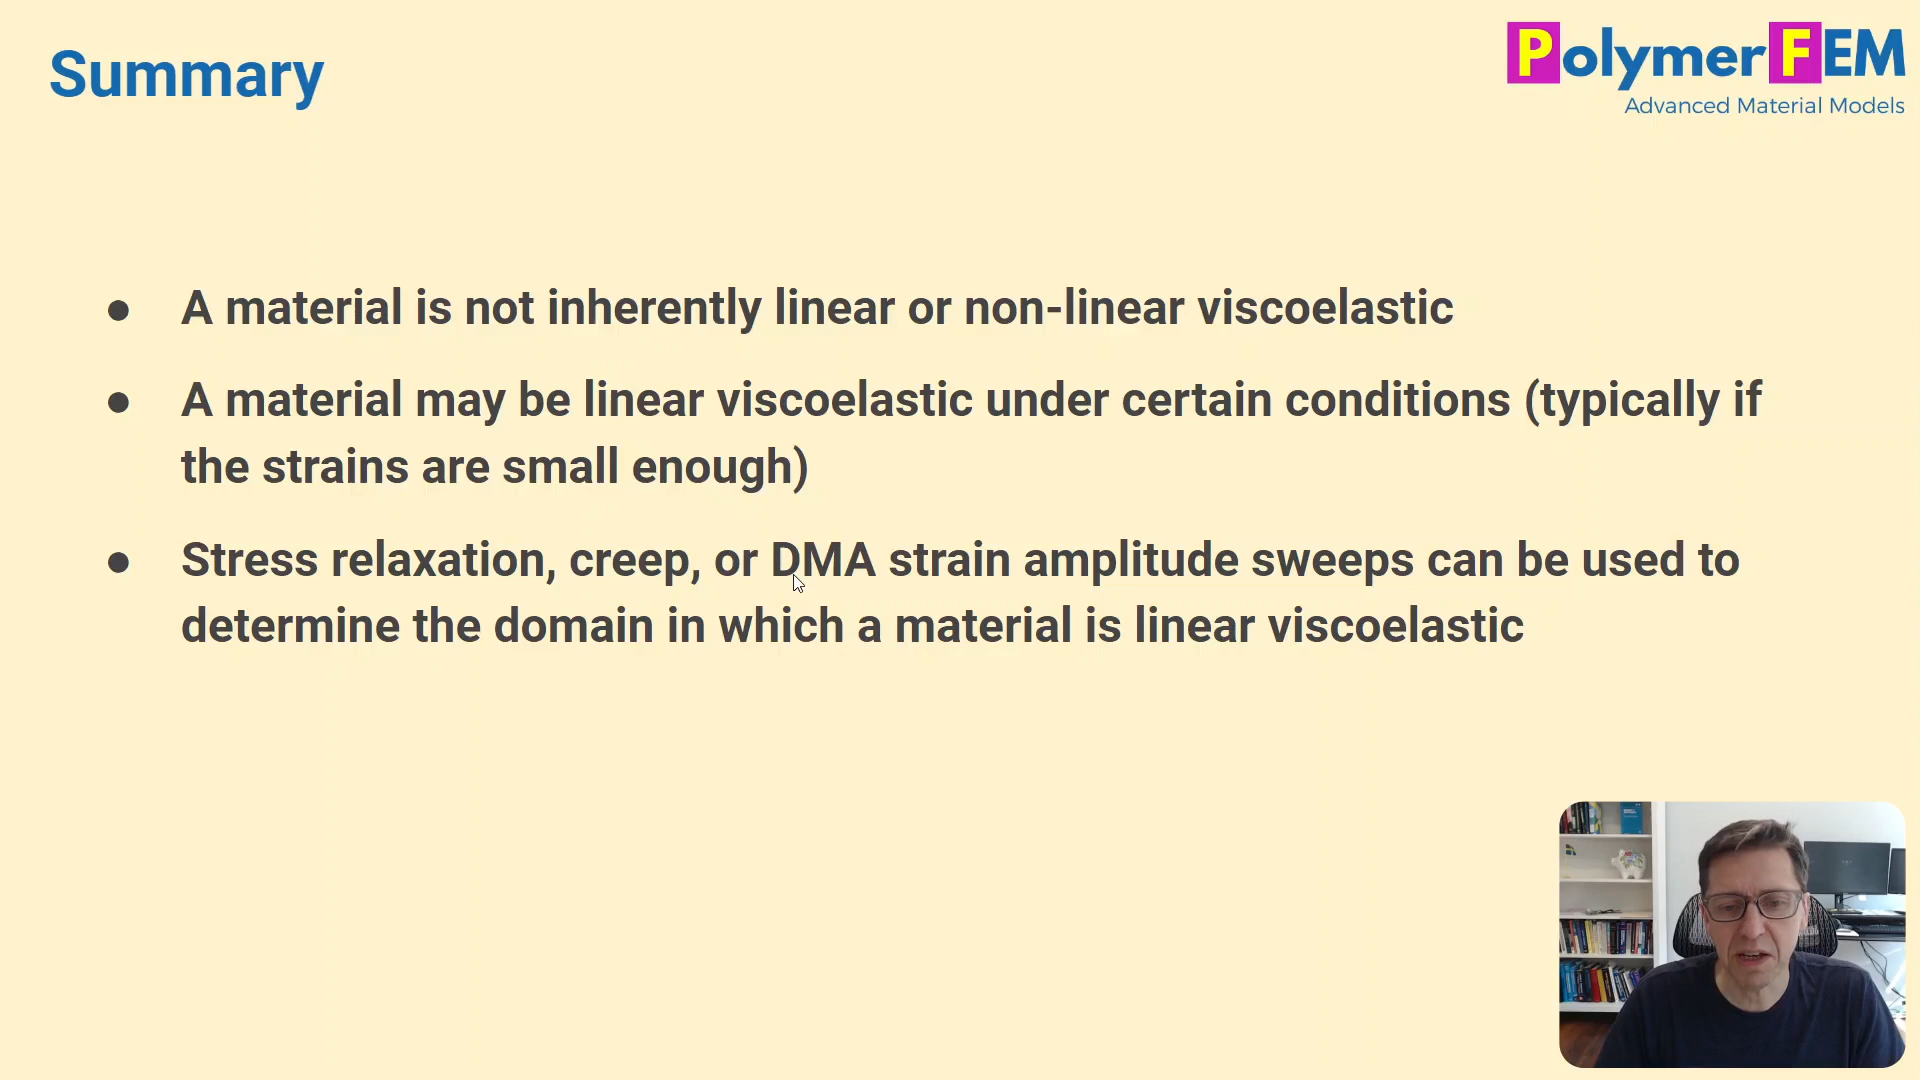 Summary
PolymerFEM
Advanced Material Models
● A material is not inherently linear or non-linear viscoelastic
● A material may be linear viscoelastic under certain conditions (typically if
the strains are small enough)
● Stress relaxation, creep, or DMA strain amplitude sweeps can be used to
determine the domain in which a material is linear viscoelastic